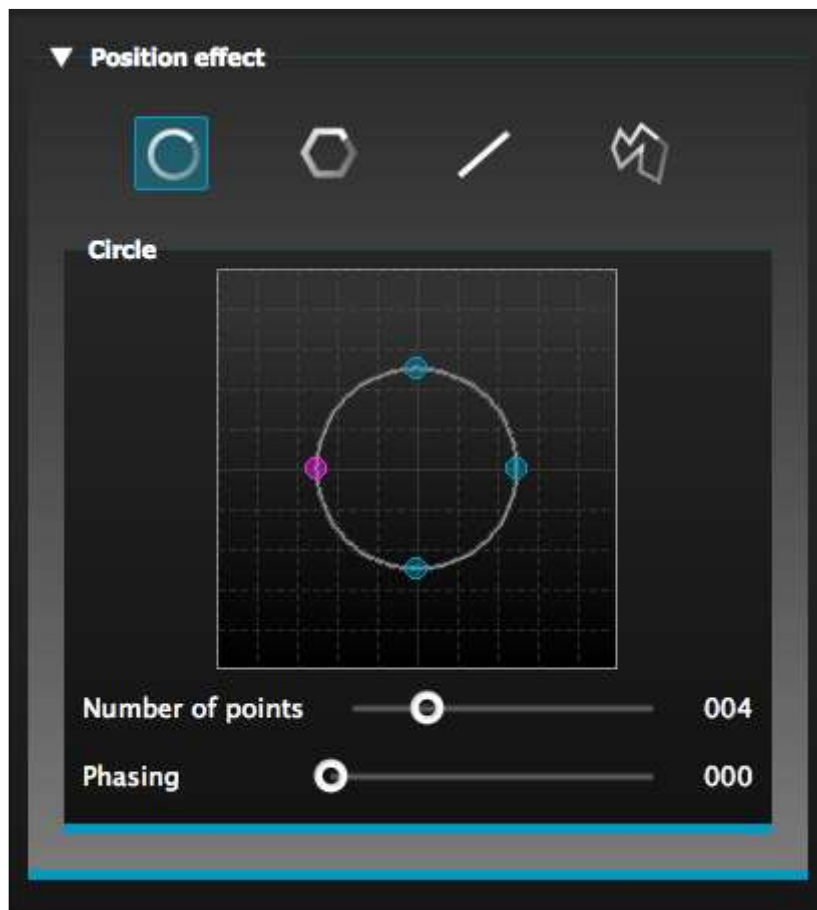 Position effect
Circle
Number of points 004
Phasing 000